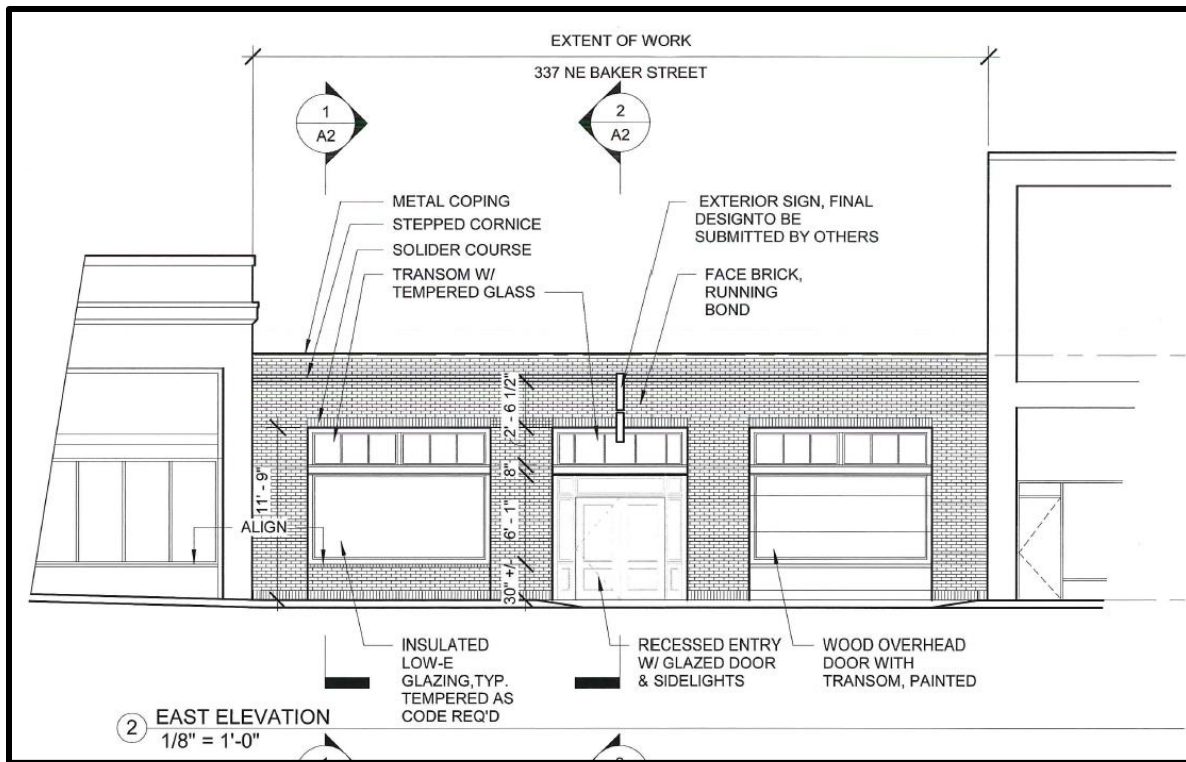 EXTENT OF WORK
337 NE BAKER STREET
1
A2
2
A2
METAL COPING
STEPPED CORNICE
SOLIDER COURSE
TRANSOM W/
TEMPERED GLASS
EXTERIOR SIGN, FINAL
DESIGNTO BE
SUBMITTED BY OTHERS
FACE BRICK,
RUNNING
BOND
2' - 6 1/2"
8"
6' - 1"
30" +/-
11' - 9"
ALIGN
INSULATED
LOW-E
GLAZING,TYP.
TEMPERED AS
CODE REQ'D
RECESSED ENTRY
W/ GLAZED DOOR
& SIDELIGHTS
WOOD OVERHEAD
DOOR WITH
TRANSOM, PAINTED
2
EAST ELEVATION
1/8" = 1'-0"